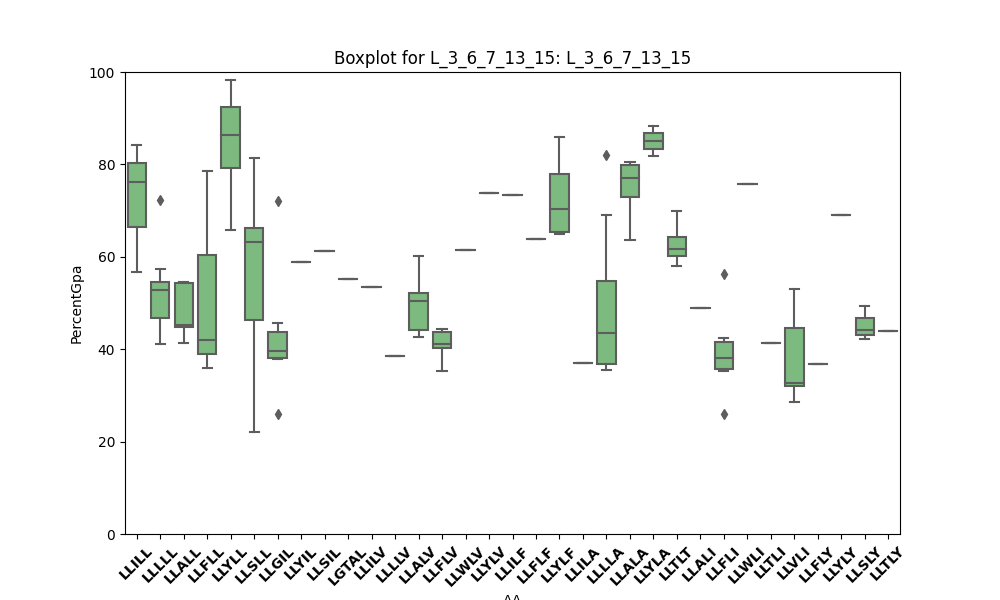 Boxplot for L_3_6_7_13_15: L_3_6_7_13_15
100
80
60
40
20
0
PercentGpa
LLILL
LLLLL
LLALL
LLFLL
LLYLL
LLSLL
LLGIL
LLYIL
LLSIL
LGTAL
LLILV
LLLLV
LLALV
LLFLV
LLWLV
LLYLV
LLILF
LLFLF
LLYLF
LLILA
LLLLA
LLALA
LLYLA
LLTLT
LLALI
LLFLI
LLWLI
LLTLI
LLVLI
LLFLY
LLYLY
LLSLY
LLTLY
AA